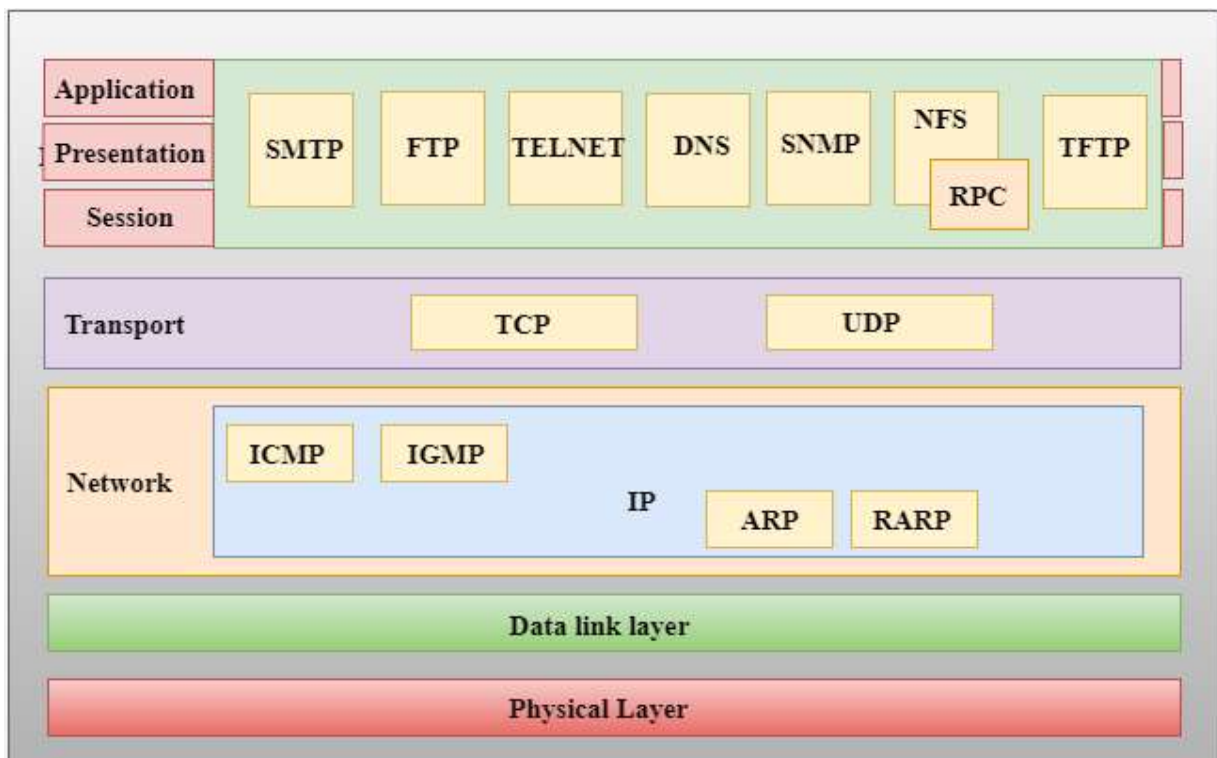 Application
Presentation
Session
SMTP
FTP
TELNET
DNS
SNMP
NFS
RPC
TFTP
Transport
TCP
UDP
Network
ICMP
IGMP
IP
ARP
RARP
Data link layer
Physical Layer